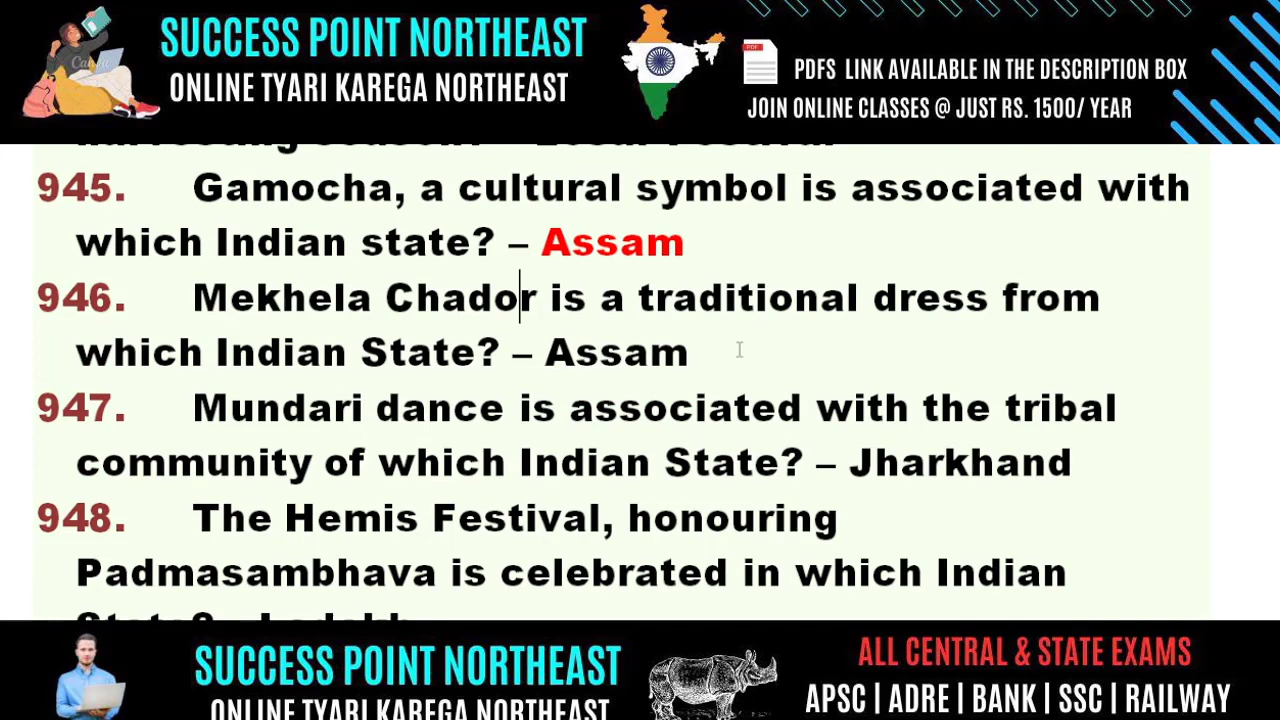 SUCCESS POINT NORTHEAST
ONLINE TYARI KAREGA NORTHEAST
PDF
PDFS LINK AVAILABLE IN THE DESCRIPTION BOX
JOIN ONLINE CLASSES @ JUST RS. 1500/ YEAR
945. Gamocha, a cultural symbol is associated with
which Indian state? – Assam
946. Mekhela Chador is a traditional dress from
which Indian State? – Assam
947. Mundari dance is associated with the tribal
community of which Indian State? – Jharkhand
948. The Hemis Festival, honouring
Padmasambhava is celebrated in which Indian
State? – Ladakh
SUCCESS POINT NORTHEAST
ONLINE TYARI KAREGA NORTHEAST
ALL CENTRAL & STATE EXAMS
APSC | ADRE | BANK | SSC | RAILWAY